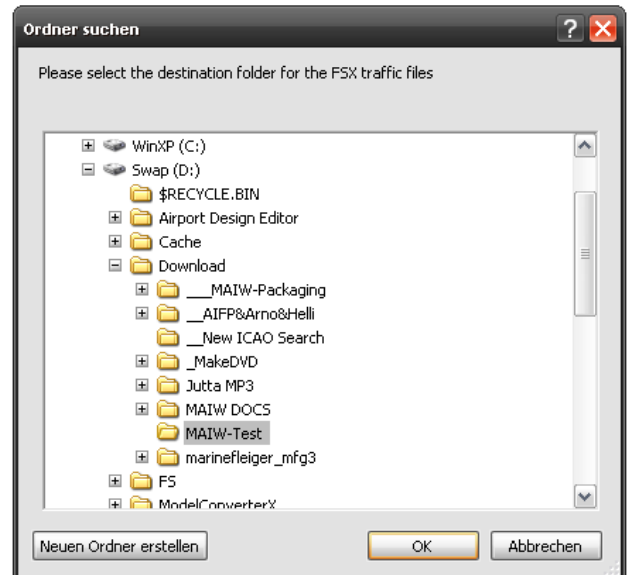 Ordner suchen
Please select the destination folder for the FSX traffic files
WinXP (C:)
Swap (D:)
$RECYCLE.BIN
Airport Design Editor
Cache
Download
___MAIW-Packaging
__AIFP&Arno&Helli
__New ICAO Search
_MakeDVD
Jutta MP3
MAIW DOCS
MAIW-Test
marinefleiger_mfg3
FS
ModelConverterX
Neuen Ordner erstellen
OK
Abbrechen